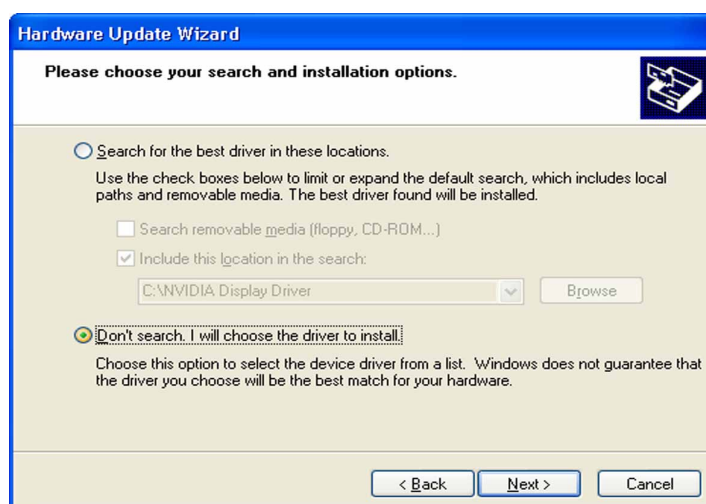 Hardware Update Wizard
Please choose your search and installation options.
Search for the best driver in these locations.
Use the check boxes below to limit or expand the default search, which includes local
paths and removable media. The best driver found will be installed.
Search removable media (floppy, CD-ROM...)
Include this location in the search:
C:\NVIDIA Display Driver
Browse
Don't search. I will choose the driver to install.
Choose this option to select the device driver from a list. Windows does not guarantee that
the driver you choose will be the best match for your hardware.
< Back Next > Cancel